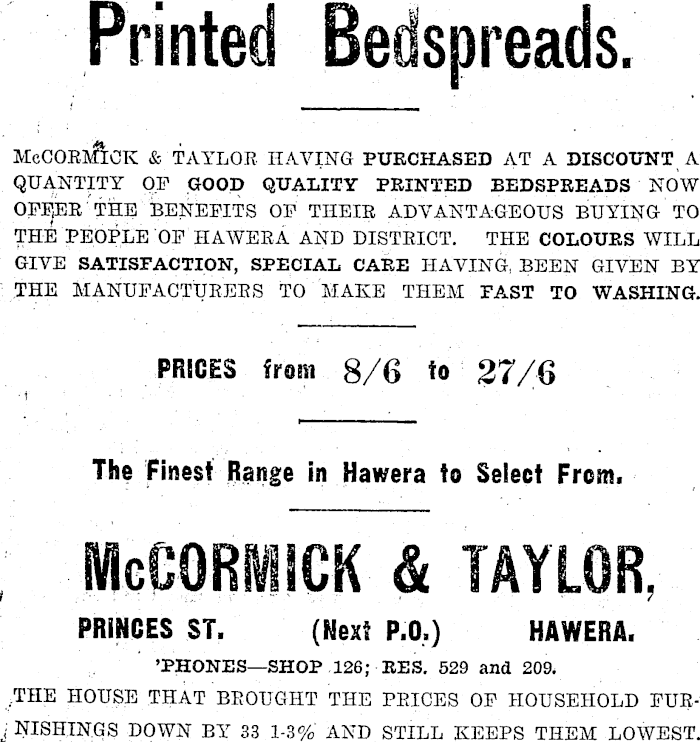 Printed Bedspreads.
McCORMICK & TAYLOR HAVING PURCHASED AT A DISCOUNT A
QUANTITY OF GOOD QUALITY PRINTED BEDSPREADS NOW
OFFER THE BENEFITS OF THEIR ADVANTAGEOUS BUYING TO
THE PEOPLE OF HAWERA AND DISTRICT. THE COLOURS WILL
GIVE SATISFACTION, SPECIAL CARE HAVING BEEN GIVEN BY
THE MANUFACTURERS TO MAKE THEM FAST TO WASHING.
PRICES from 8/6 to 27/6
The Finest Range in Hawera to Select From.
McCORMICK & TAYLOR,
PRINCES ST. (Next P.O.) HAWERA.
'PHONES—SHOP 126; RES. 529 and 209.
THE HOUSE THAT BROUGHT THE PRICES OF HOUSEHOLD FUR-
NISHINGS DOWN BY 33 1-3% AND STILL KEEPS THEM LOWEST.